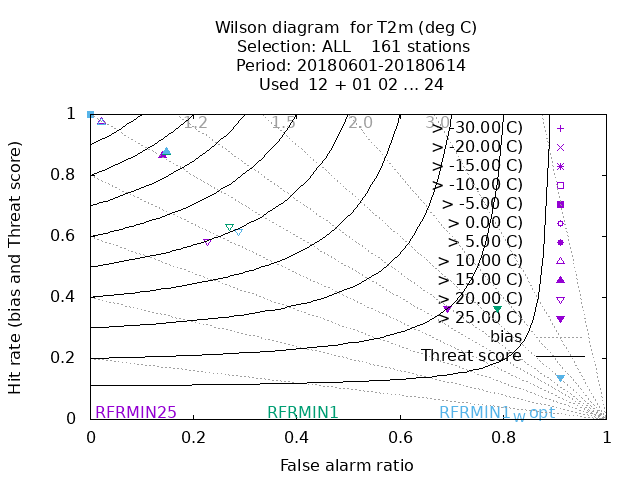 Wilson diagram  for T2m (deg C)
Selection: ALL    161 stations
Period: 20180601-20180614
Used  12 + 01 02 ... 24
Hit rate (bias and Threat score)
1
0.8
0.6
0.4
0.2
0
1.2
1.5
2.0
3.0
> -30.00 C)
> -20.00 C)
> -15.00 C)
> -10.00 C)
> -5.00 C)
> 0.00 C)
> 5.00 C)
> 10.00 C)
> 15.00 C)
> 20.00 C)
> 25.00 C)
bias
Threat score
RFRMIN25
RFRMIN1
RFRMIN1_W opt
0
0.2
0.4
0.6
0.8
1
False alarm ratio